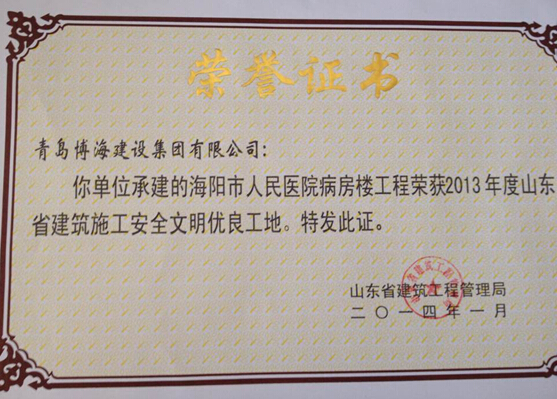 荣誉证书
青岛博海建设集团有限公司：
你单位承建的海阳市人民医院病房楼工程荣获2013年度山东
省建筑施工安全文明优良工地。特发此证。
山东省建筑工程管理局
二〇一四年一月